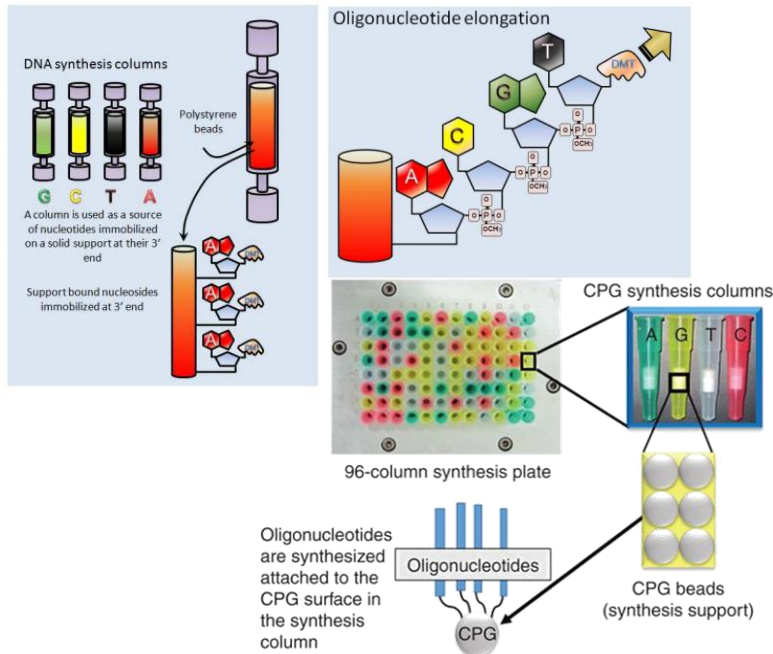 DNA synthesis columns
G C T A
A column is used as a source
of nucleotides immobilized
on a solid support at their 3′
end
Support bound nucleosides
immobilized at 3′ end
Polystyrene
beads
A DMT
A DMT
A DMT
Oligonucleotide elongation
T DMT
G
C
A
O
O P O
OCH₃
O
O P O
OCH₃
O
O P O
OCH₃
96-column synthesis plate
CPG synthesis columns
A G T C
CPG beads
(synthesis support)
Oligonucleotides
are synthesized
attached to the
CPG surface in
the synthesis
column
Oligonucleotides
CPG